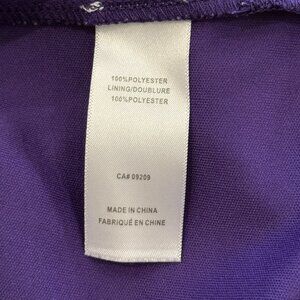 100%POLYESTER
LINING/DOUBLURE
100%POLYESTER
CA# 09209
MADE IN CHINA
FABRIQUÉ EN CHINE